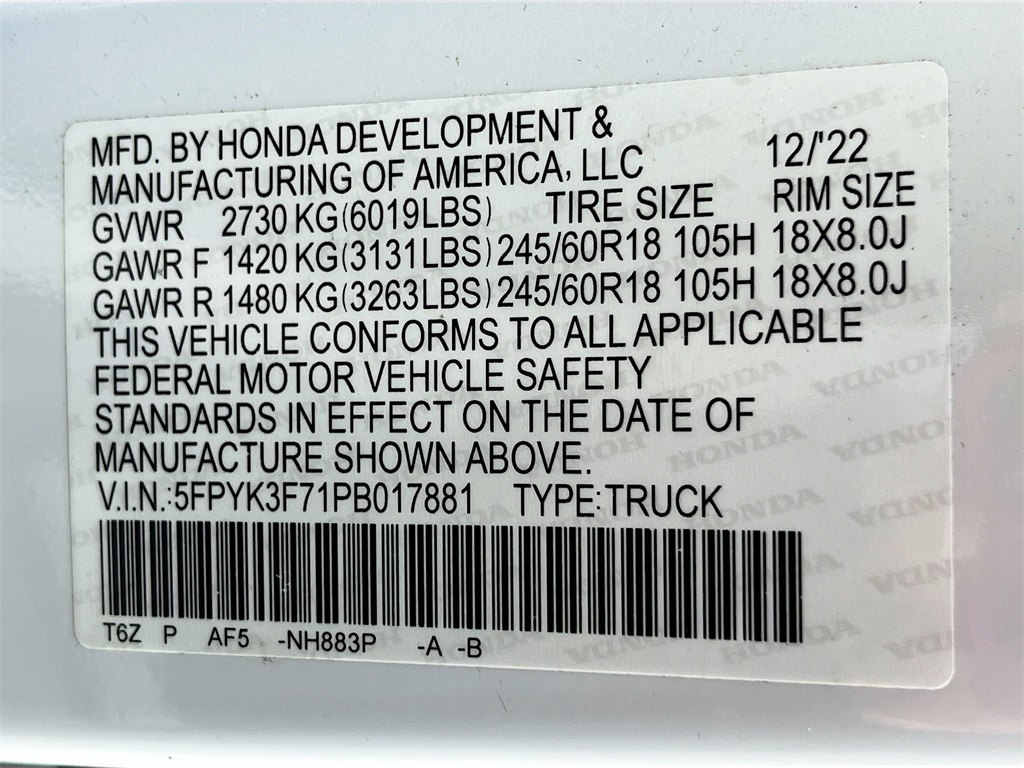 MFD. BY HONDA DEVELOPMENT & 
MANUFACTURING OF AMERICA, LLC 12/'22
GVWR 2730 KG(6019LBS) TIRE SIZE RIM SIZE
GAWR F 1420 KG(3131LBS) 245/60R18 105H 18X8.0J
GAWR R 1480 KG(3263LBS) 245/60R18 105H 18X8.0J
THIS VEHICLE CONFORMS TO ALL APPLICABLE
FEDERAL MOTOR VEHICLE SAFETY
STANDARDS IN EFFECT ON THE DATE OF
MANUFACTURE SHOWN ABOVE.
V.I.N.:5FPYK3F71PB017881 TYPE:TRUCK
T6Z P AF5 -NH883P -A -B